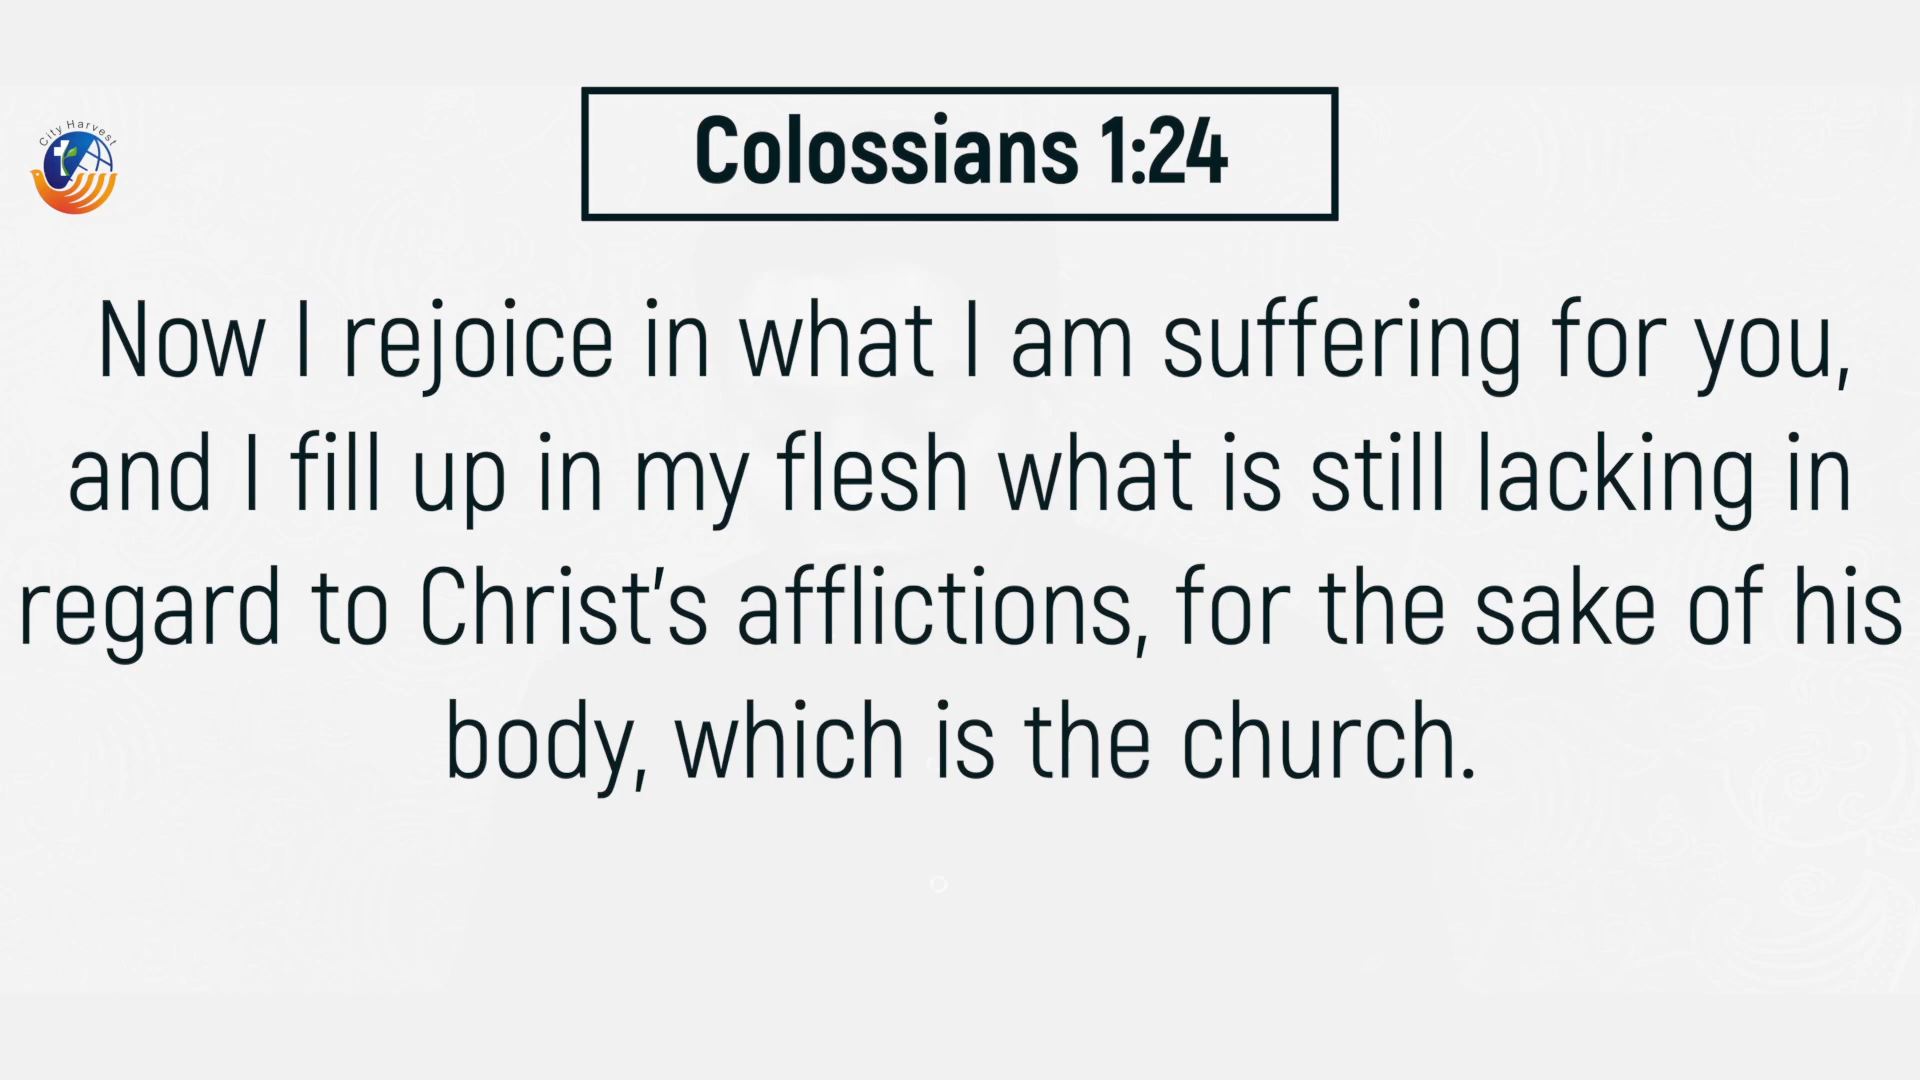 City Harvest
Colossians 1:24
Now I rejoice in what I am suffering for you,
and I fill up in my flesh what is still lacking in
regard to Christ’s afflictions, for the sake of his
body, which is the church.